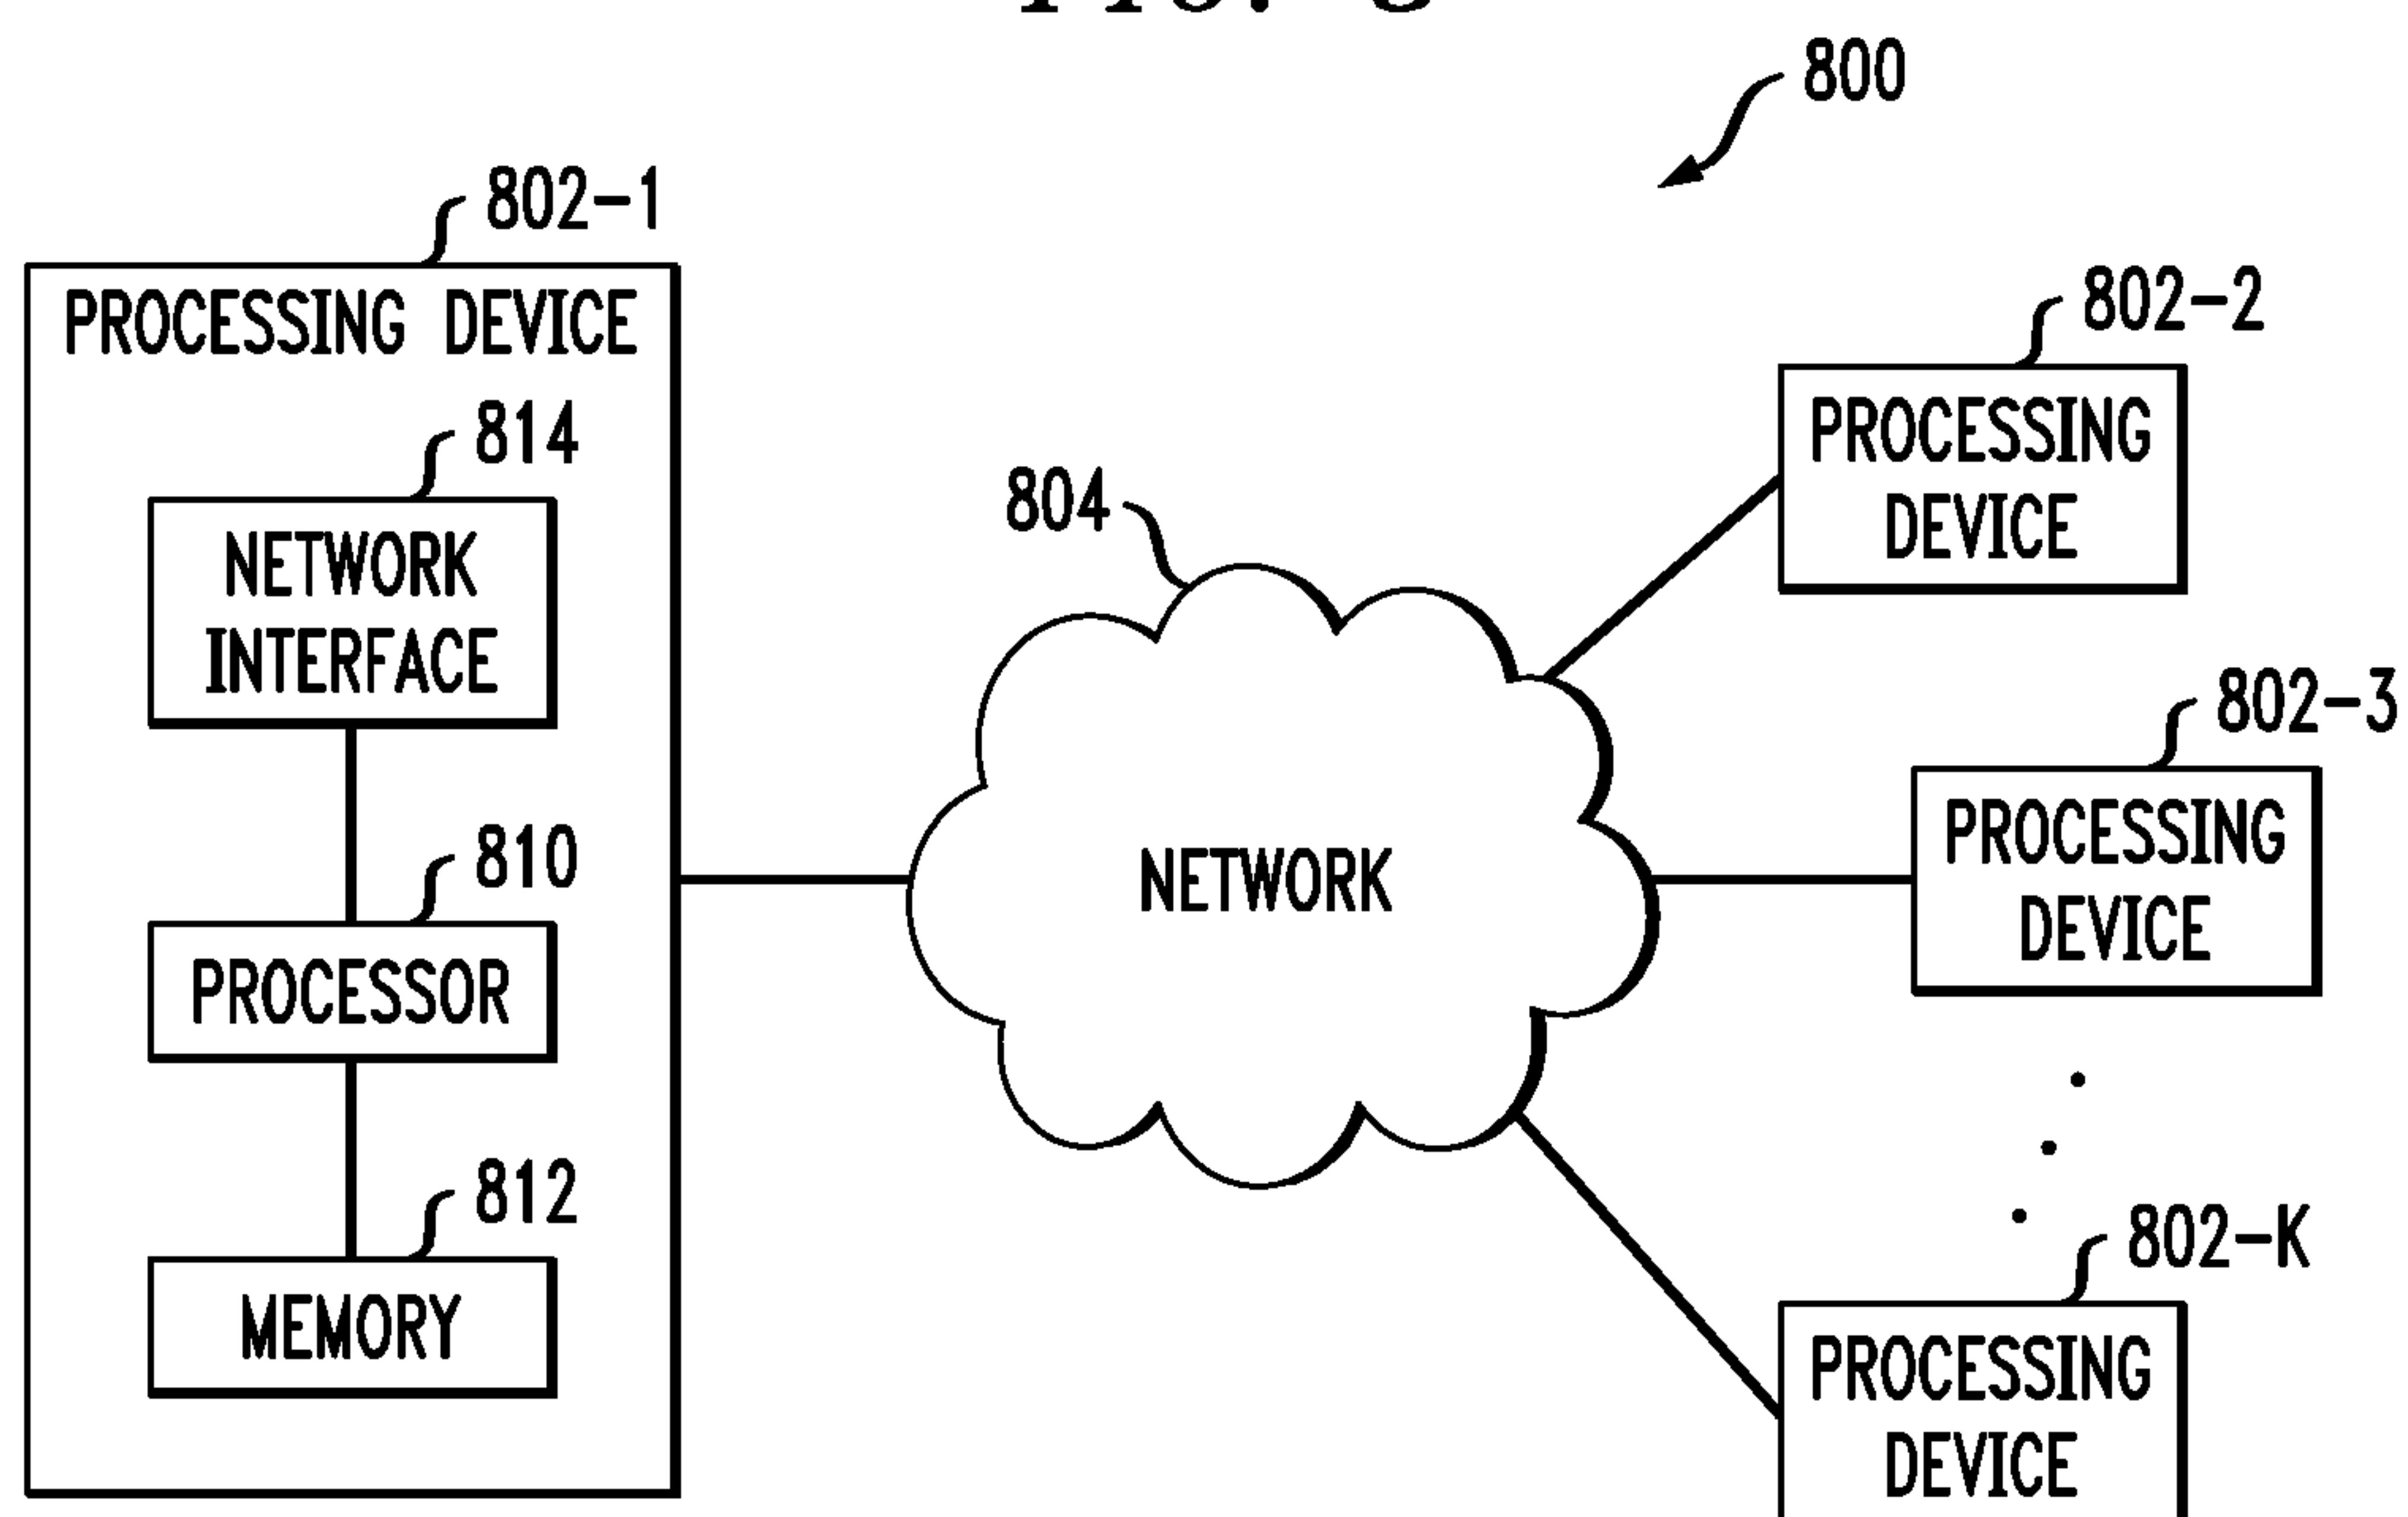 800
802-1
PROCESSING DEVICE
814
NETWORK
INTERFACE
810
PROCESSOR
812
MEMORY
804
NETWORK
802-2
PROCESSING
DEVICE
802-3
PROCESSING
DEVICE
802-K
PROCESSING
DEVICE